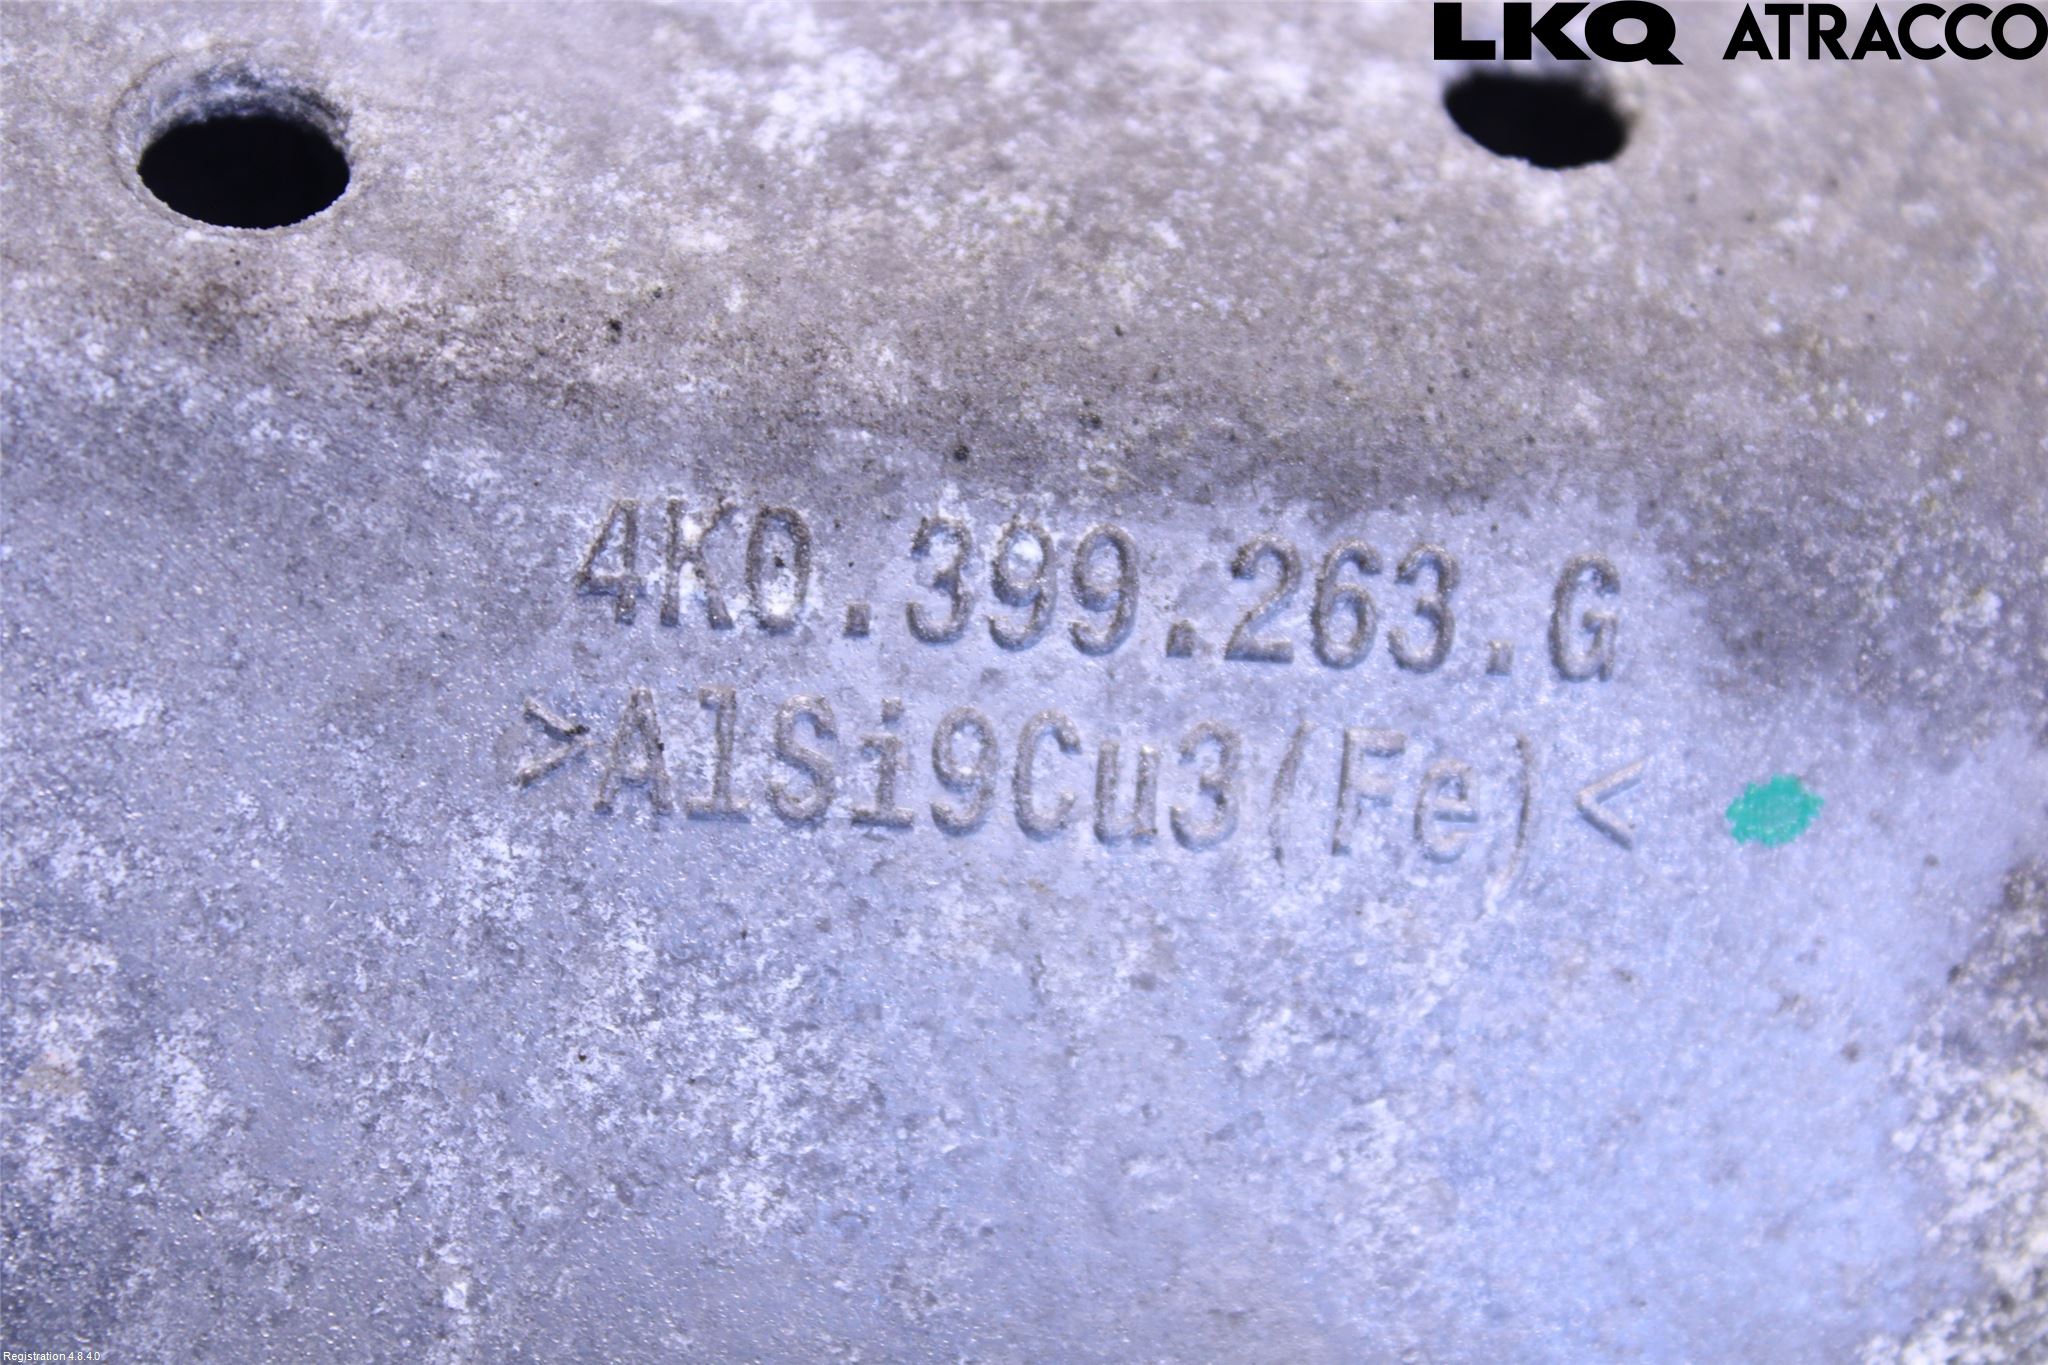 LKQ ATRACCO
4K0.399.263.G
>AlSi9Cu3(Fe)<
Registration 4.8.4.0